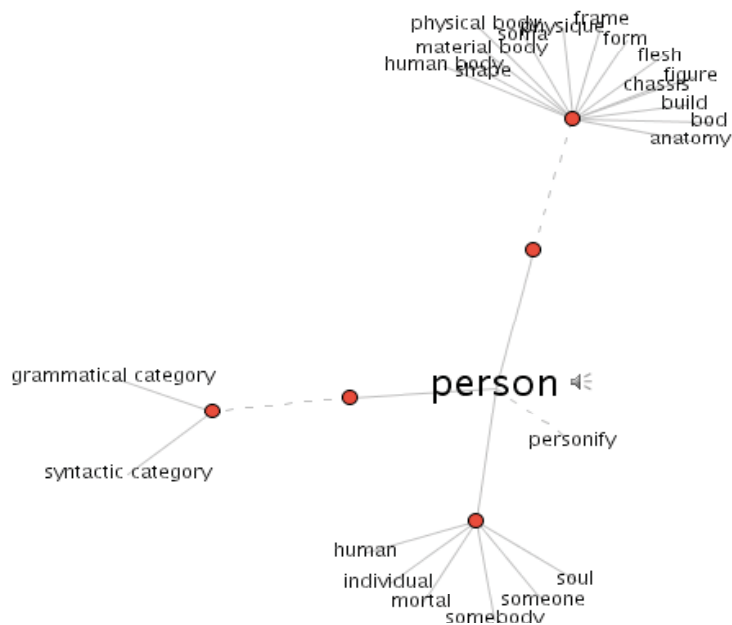 physical body
frame
physique
soma
form
material body
flesh
human body
shape
figure
chassis
build
bod
anatomy
grammatical category
person
personify
syntactic category
human
individual
soul
mortal
someone
somebody